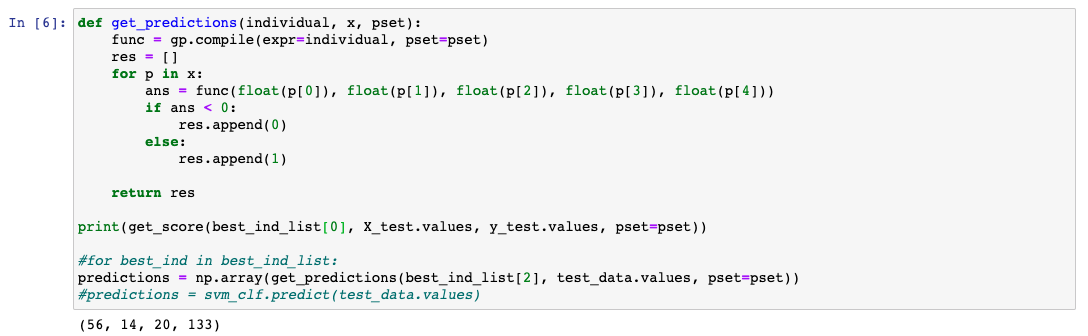 In [6]: def get_predictions(individual, x, pset):
    func = gp.compile(expr=individual, pset=pset)
    res = []
    for p in x:
        ans = func(float(p[0]), float(p[1]), float(p[2]), float(p[3]), float(p[4]))
        if ans < 0:
            res.append(0)
        else:
            res.append(1)
    return res
print(get_score(best_ind_list[0], X_test.values, y_test.values, pset=pset))
#for best_ind in best_ind_list:
predictions = np.array(get_predictions(best_ind_list[2], test_data.values, pset=pset))
#predictions = svm_clf.predict(test_data.values)
(56, 14, 20, 133)